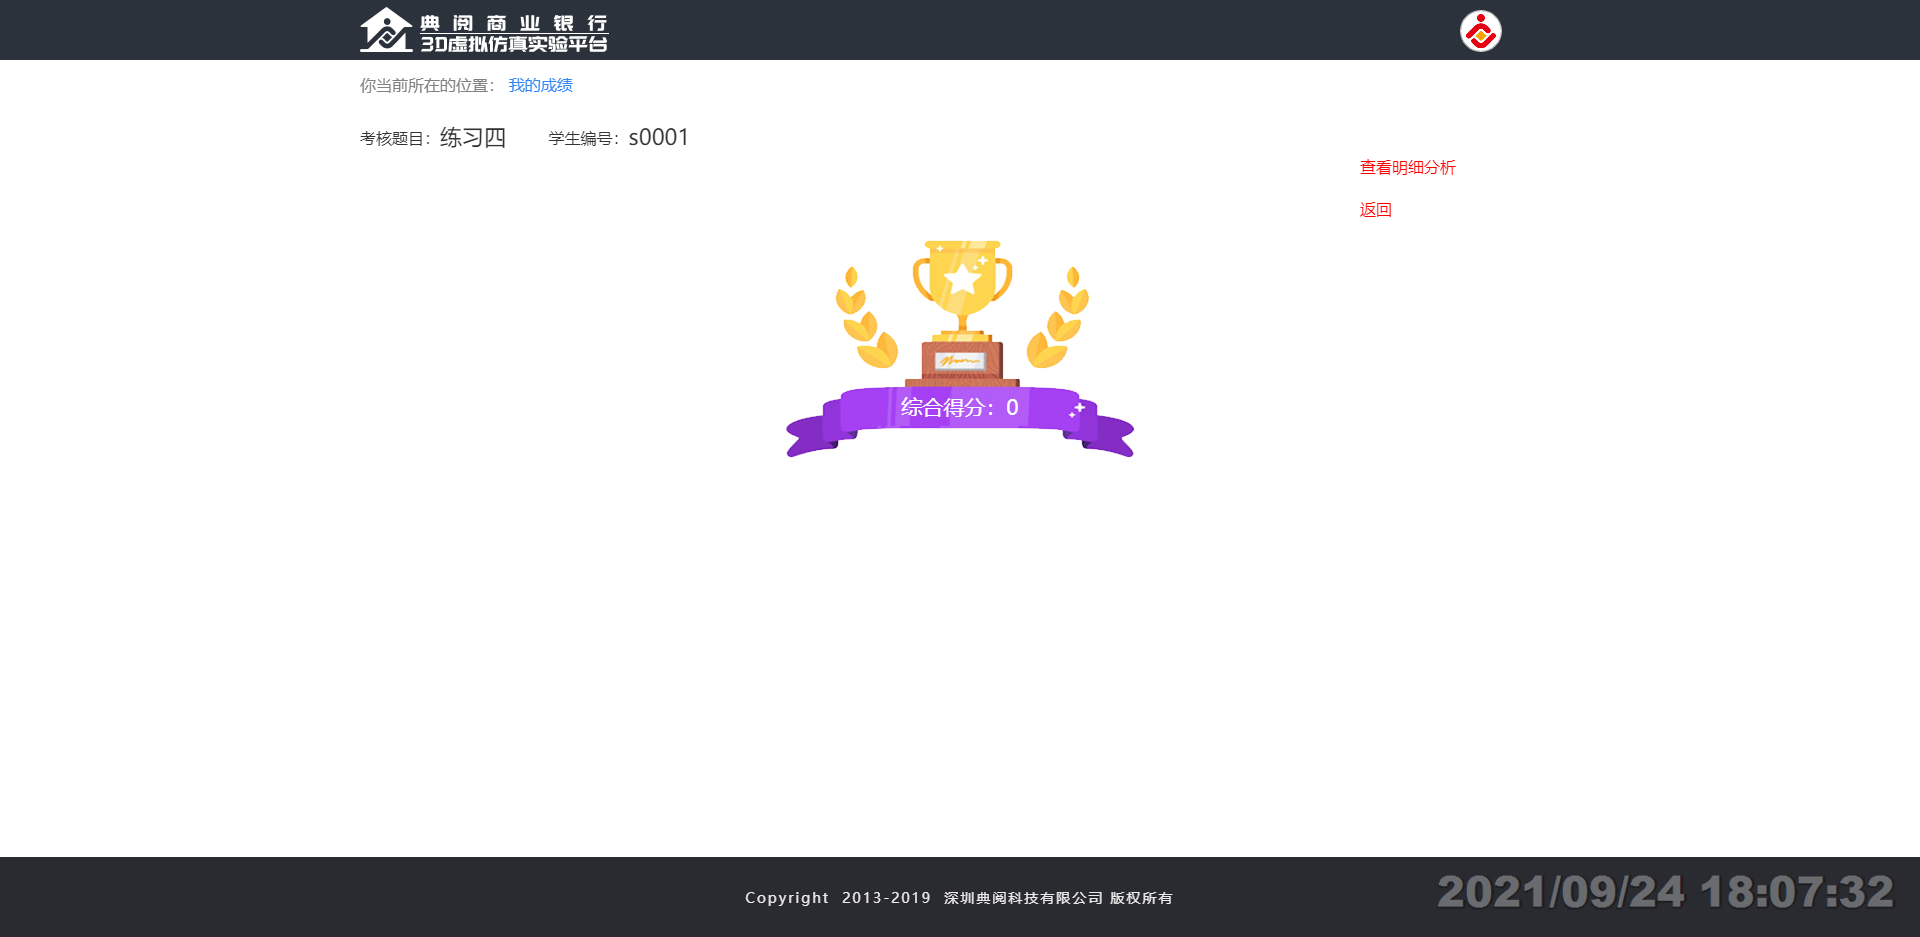 典阅商业银行
3D虚拟仿真实验平台
你当前所在的位置： 我的成绩
考核题目：练习四 学生编号：s0001
查看明细分析
返回
综合得分：0
Copyright 2013-2019 深圳典阅科技有限公司 版权所有
2021/09/24 18:07:32